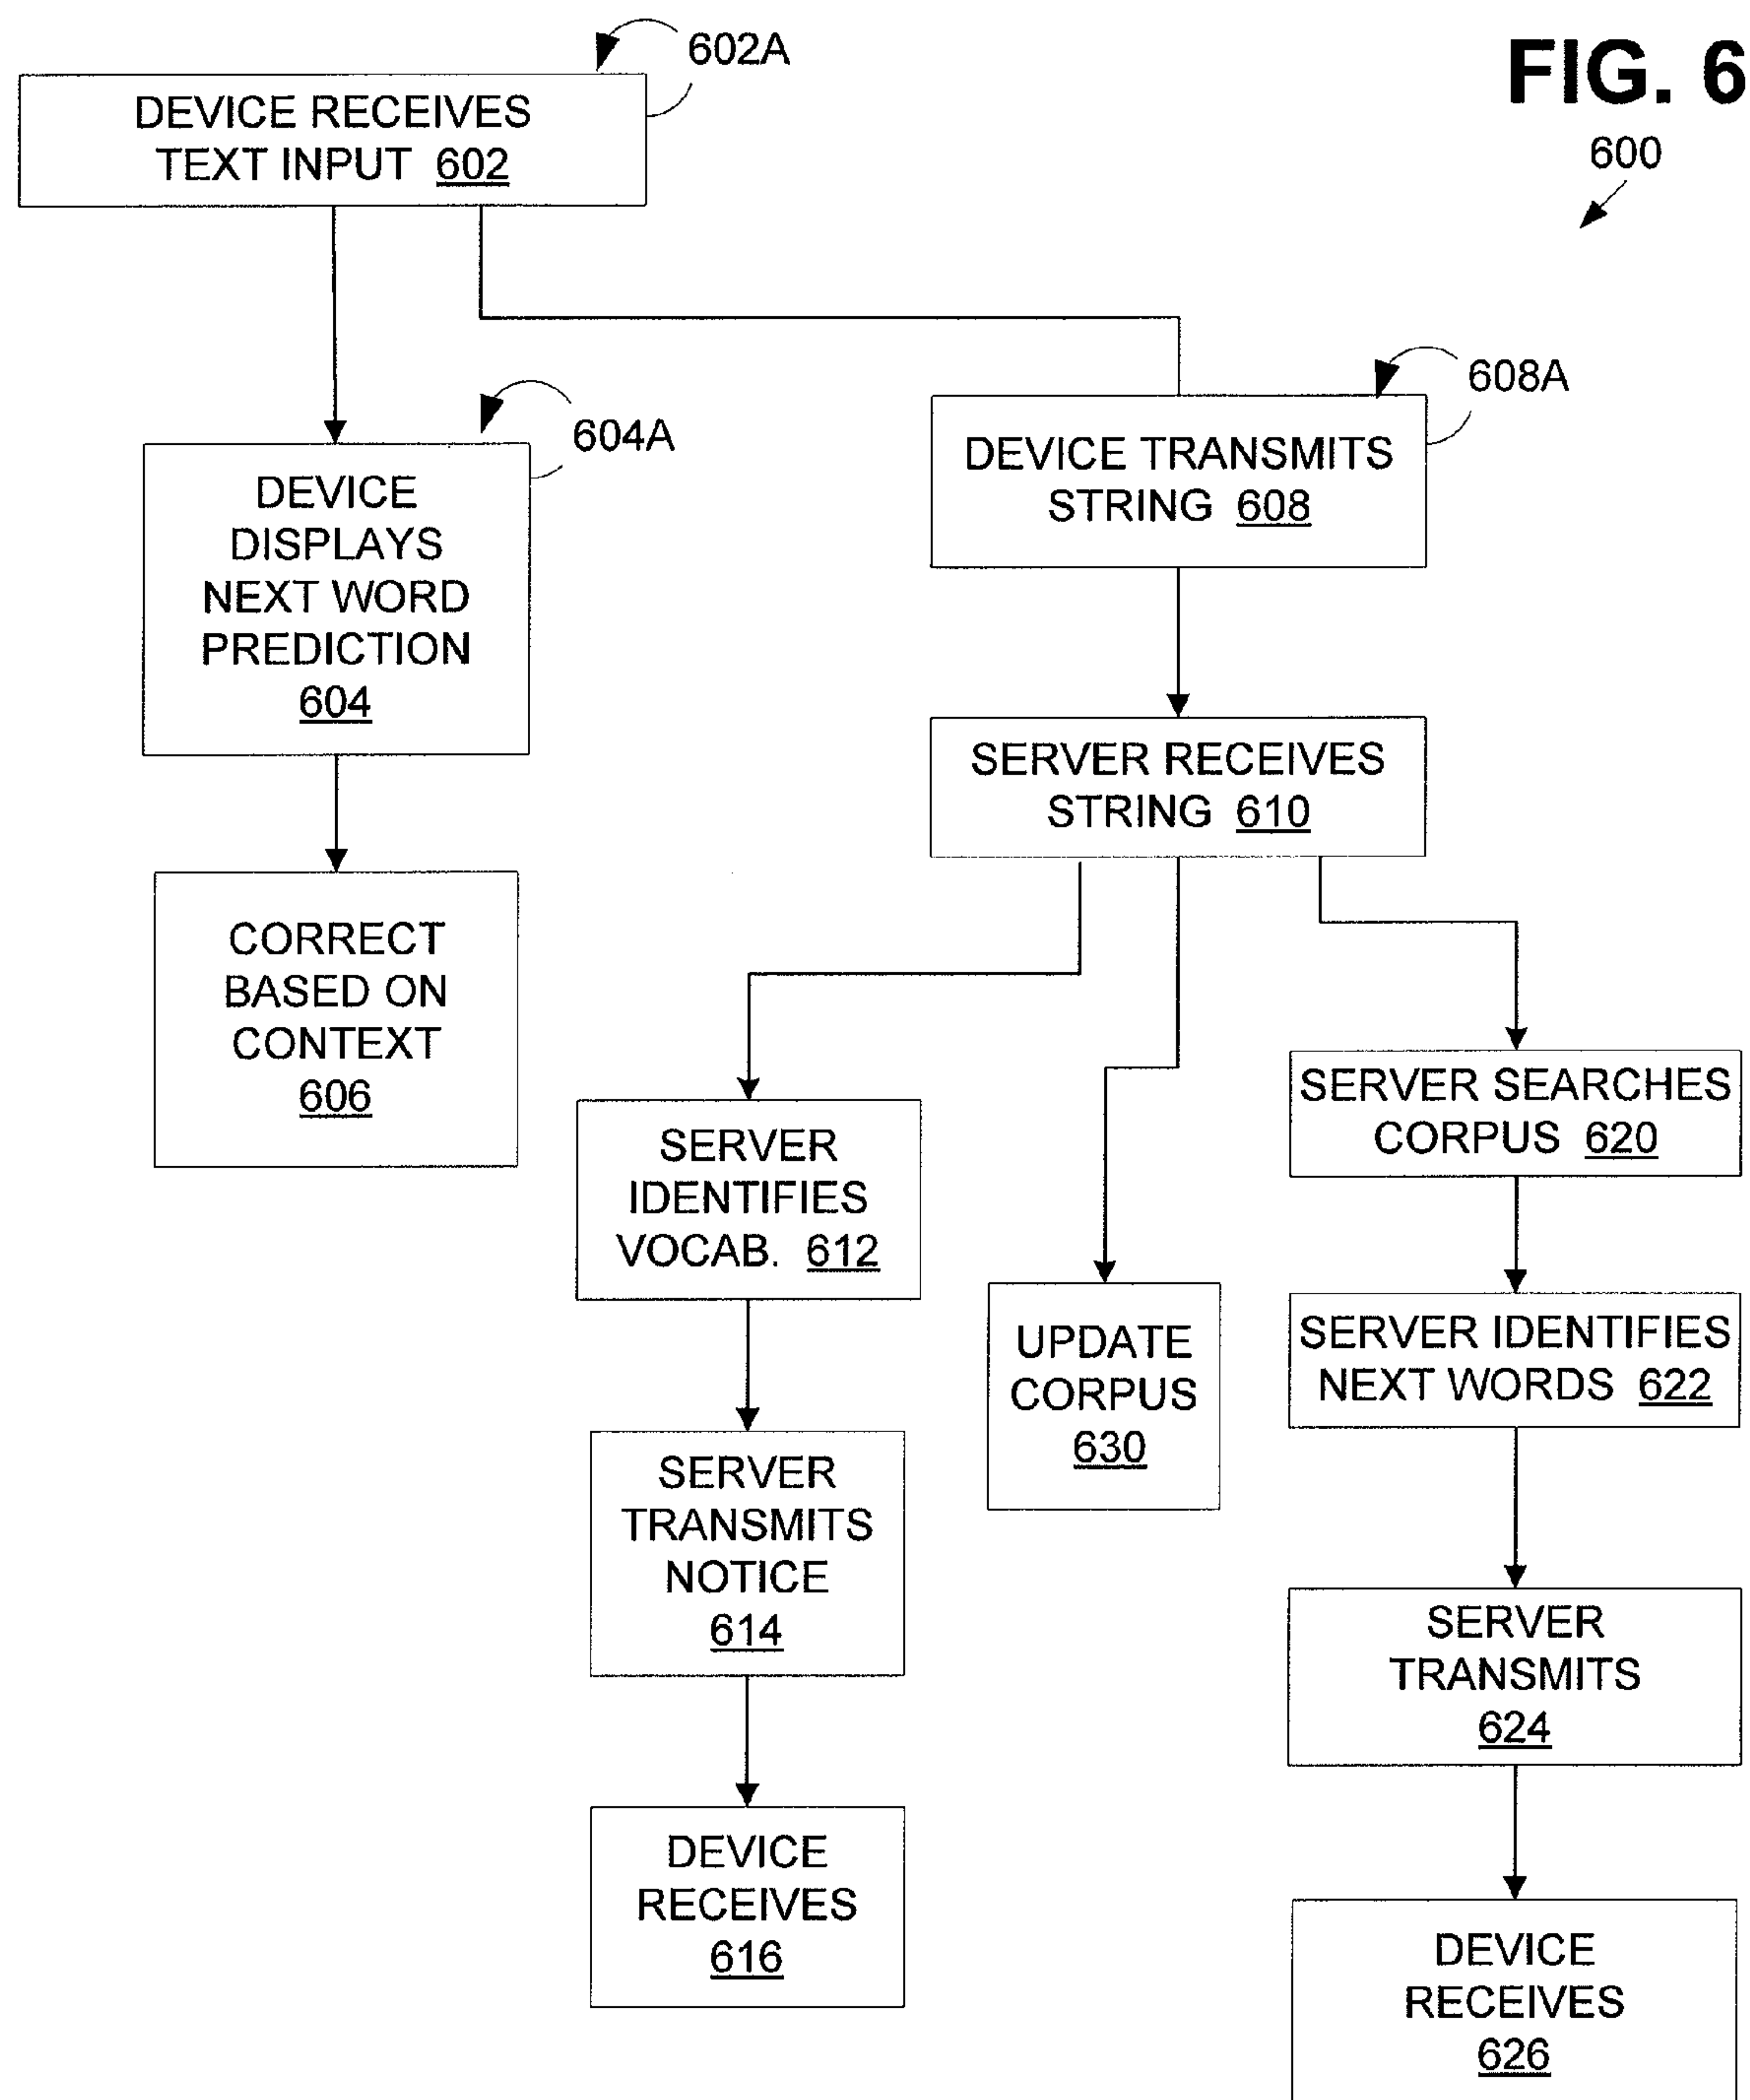 FIG. 6
600
602A
DEVICE RECEIVES
TEXT INPUT 602
604A
DEVICE
DISPLAYS
NEXT WORD
PREDICTION
604
CORRECT
BASED ON
CONTEXT
606
608A
DEVICE TRANSMITS
STRING 608
SERVER RECEIVES
STRING 610
SERVER
IDENTIFIES
VOCAB. 612
SERVER
TRANSMITS
NOTICE
614
DEVICE
RECEIVES
616
UPDATE
CORPUS
630
SERVER SEARCHES
CORPUS 620
SERVER IDENTIFIES
NEXT WORDS 622
SERVER
TRANSMITS
624
DEVICE
RECEIVES
626